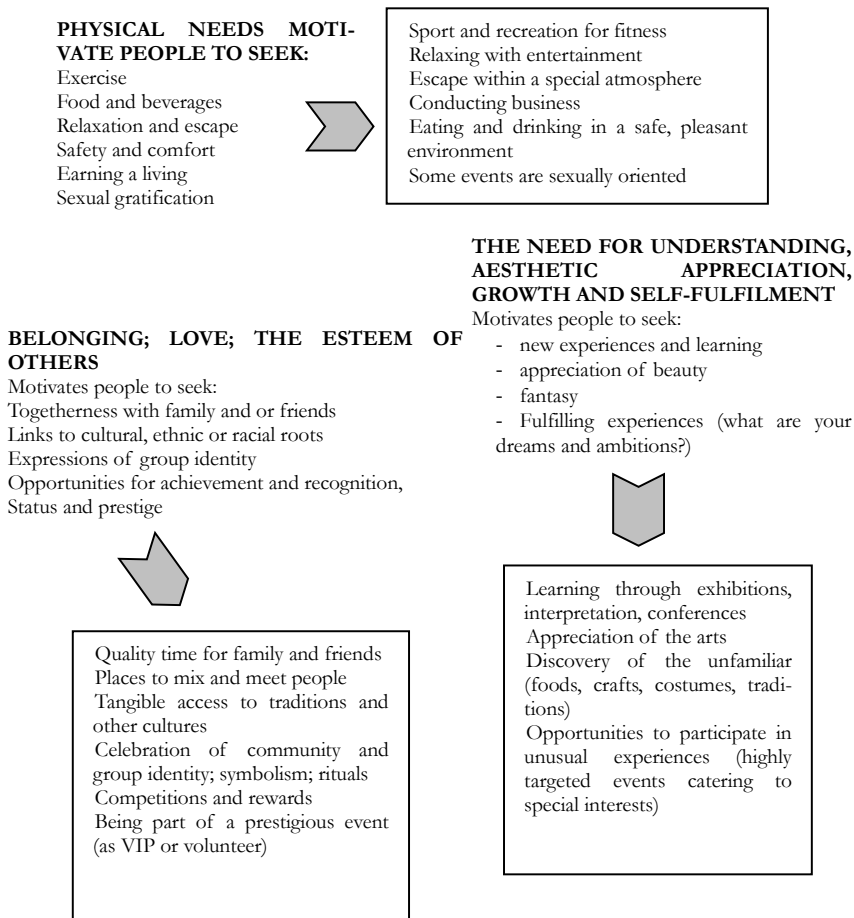 PHYSICAL NEEDS MOTI-
VATE PEOPLE TO SEEK:
Exercise
Food and beverages
Relaxation and escape
Safety and comfort
Earning a living
Sexual gratification
Sport and recreation for fitness
Relaxing with entertainment
Escape within a special atmosphere
Conducting business
Eating and drinking in a safe, pleasant
environment
Some events are sexually oriented
BELONGING; LOVE; THE ESTEEM OF
OTHERS
Motivates people to seek:
Togetherness with family and or friends
Links to cultural, ethnic or racial roots
Expressions of group identity
Opportunities for achievement and recognition,
Status and prestige
Quality time for family and friends
Places to mix and meet people
Tangible access to traditions and
other cultures
Celebration of community and
group identity; symbolism; rituals
Competitions and rewards
Being part of a prestigious event
(as VIP or volunteer)
THE NEED FOR UNDERSTANDING,
AESTHETIC APPRECIATION,
GROWTH AND SELF-FULFILMENT
Motivates people to seek:
- new experiences and learning
- appreciation of beauty
- fantasy
- Fulfilling experiences (what are your
dreams and ambitions?)
Learning through exhibitions,
interpretation, conferences
Appreciation of the arts
Discovery of the unfamiliar
(foods, crafts, costumes, tradi-
tions)
Opportunities to participate in
unusual experiences (highly
targeted events catering to
special interests)